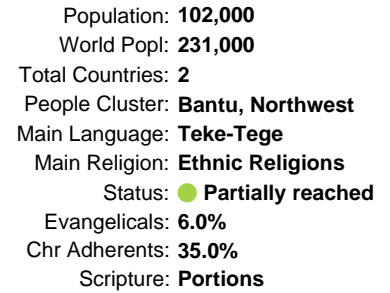 Population: 102,000
World Popl: 231,000
Total Countries: 2
People Cluster: Bantu, Northwest
Main Language: Teke-Tege
Main Religion: Ethnic Religions
Status: Partially reached
Evangelicals: 6.0%
Chr Adherents: 35.0%
Scripture: Portions